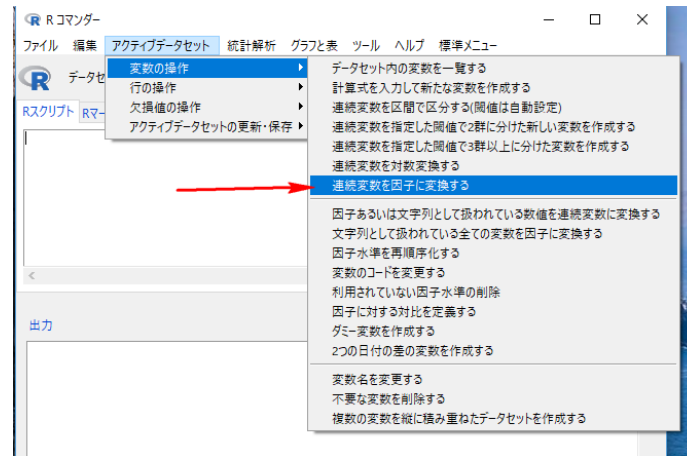 R コマンダー
ファイル 編集 アクティブデータセット 統計解析 グラフと表 ツール ヘルプ 標準メニュー
R データセ
Rスクリプト Rマー
変数の操作
行の操作
欠損値の操作
アクティブデータセットの更新・保存
データセット内の変数を一覧する
計算式を入力して新たな変数を作成する
連続変数を区間で区分する(閾値は自動設定)
連続変数を指定した閾値で2群に分けた新しい変数を作成する
連続変数を指定した閾値で3群以上に分けた変数を作成する
連続変数を対数変換する
連続変数を因子に変換する
因子あるいは文字列として扱われている数値を連続変数に変換する
文字列として扱われている全ての変数を因子に変換する
因子水準を再順序化する
変数のコードを変更する
利用されていない因子水準の削除
因子に対する対比を定義する
ダミー変数を作成する
2つの日付の差の変数を作成する
変数名を変更する
不要な変数を削除する
複数の変数を縦に積み重ねたデータセットを作成する
出力